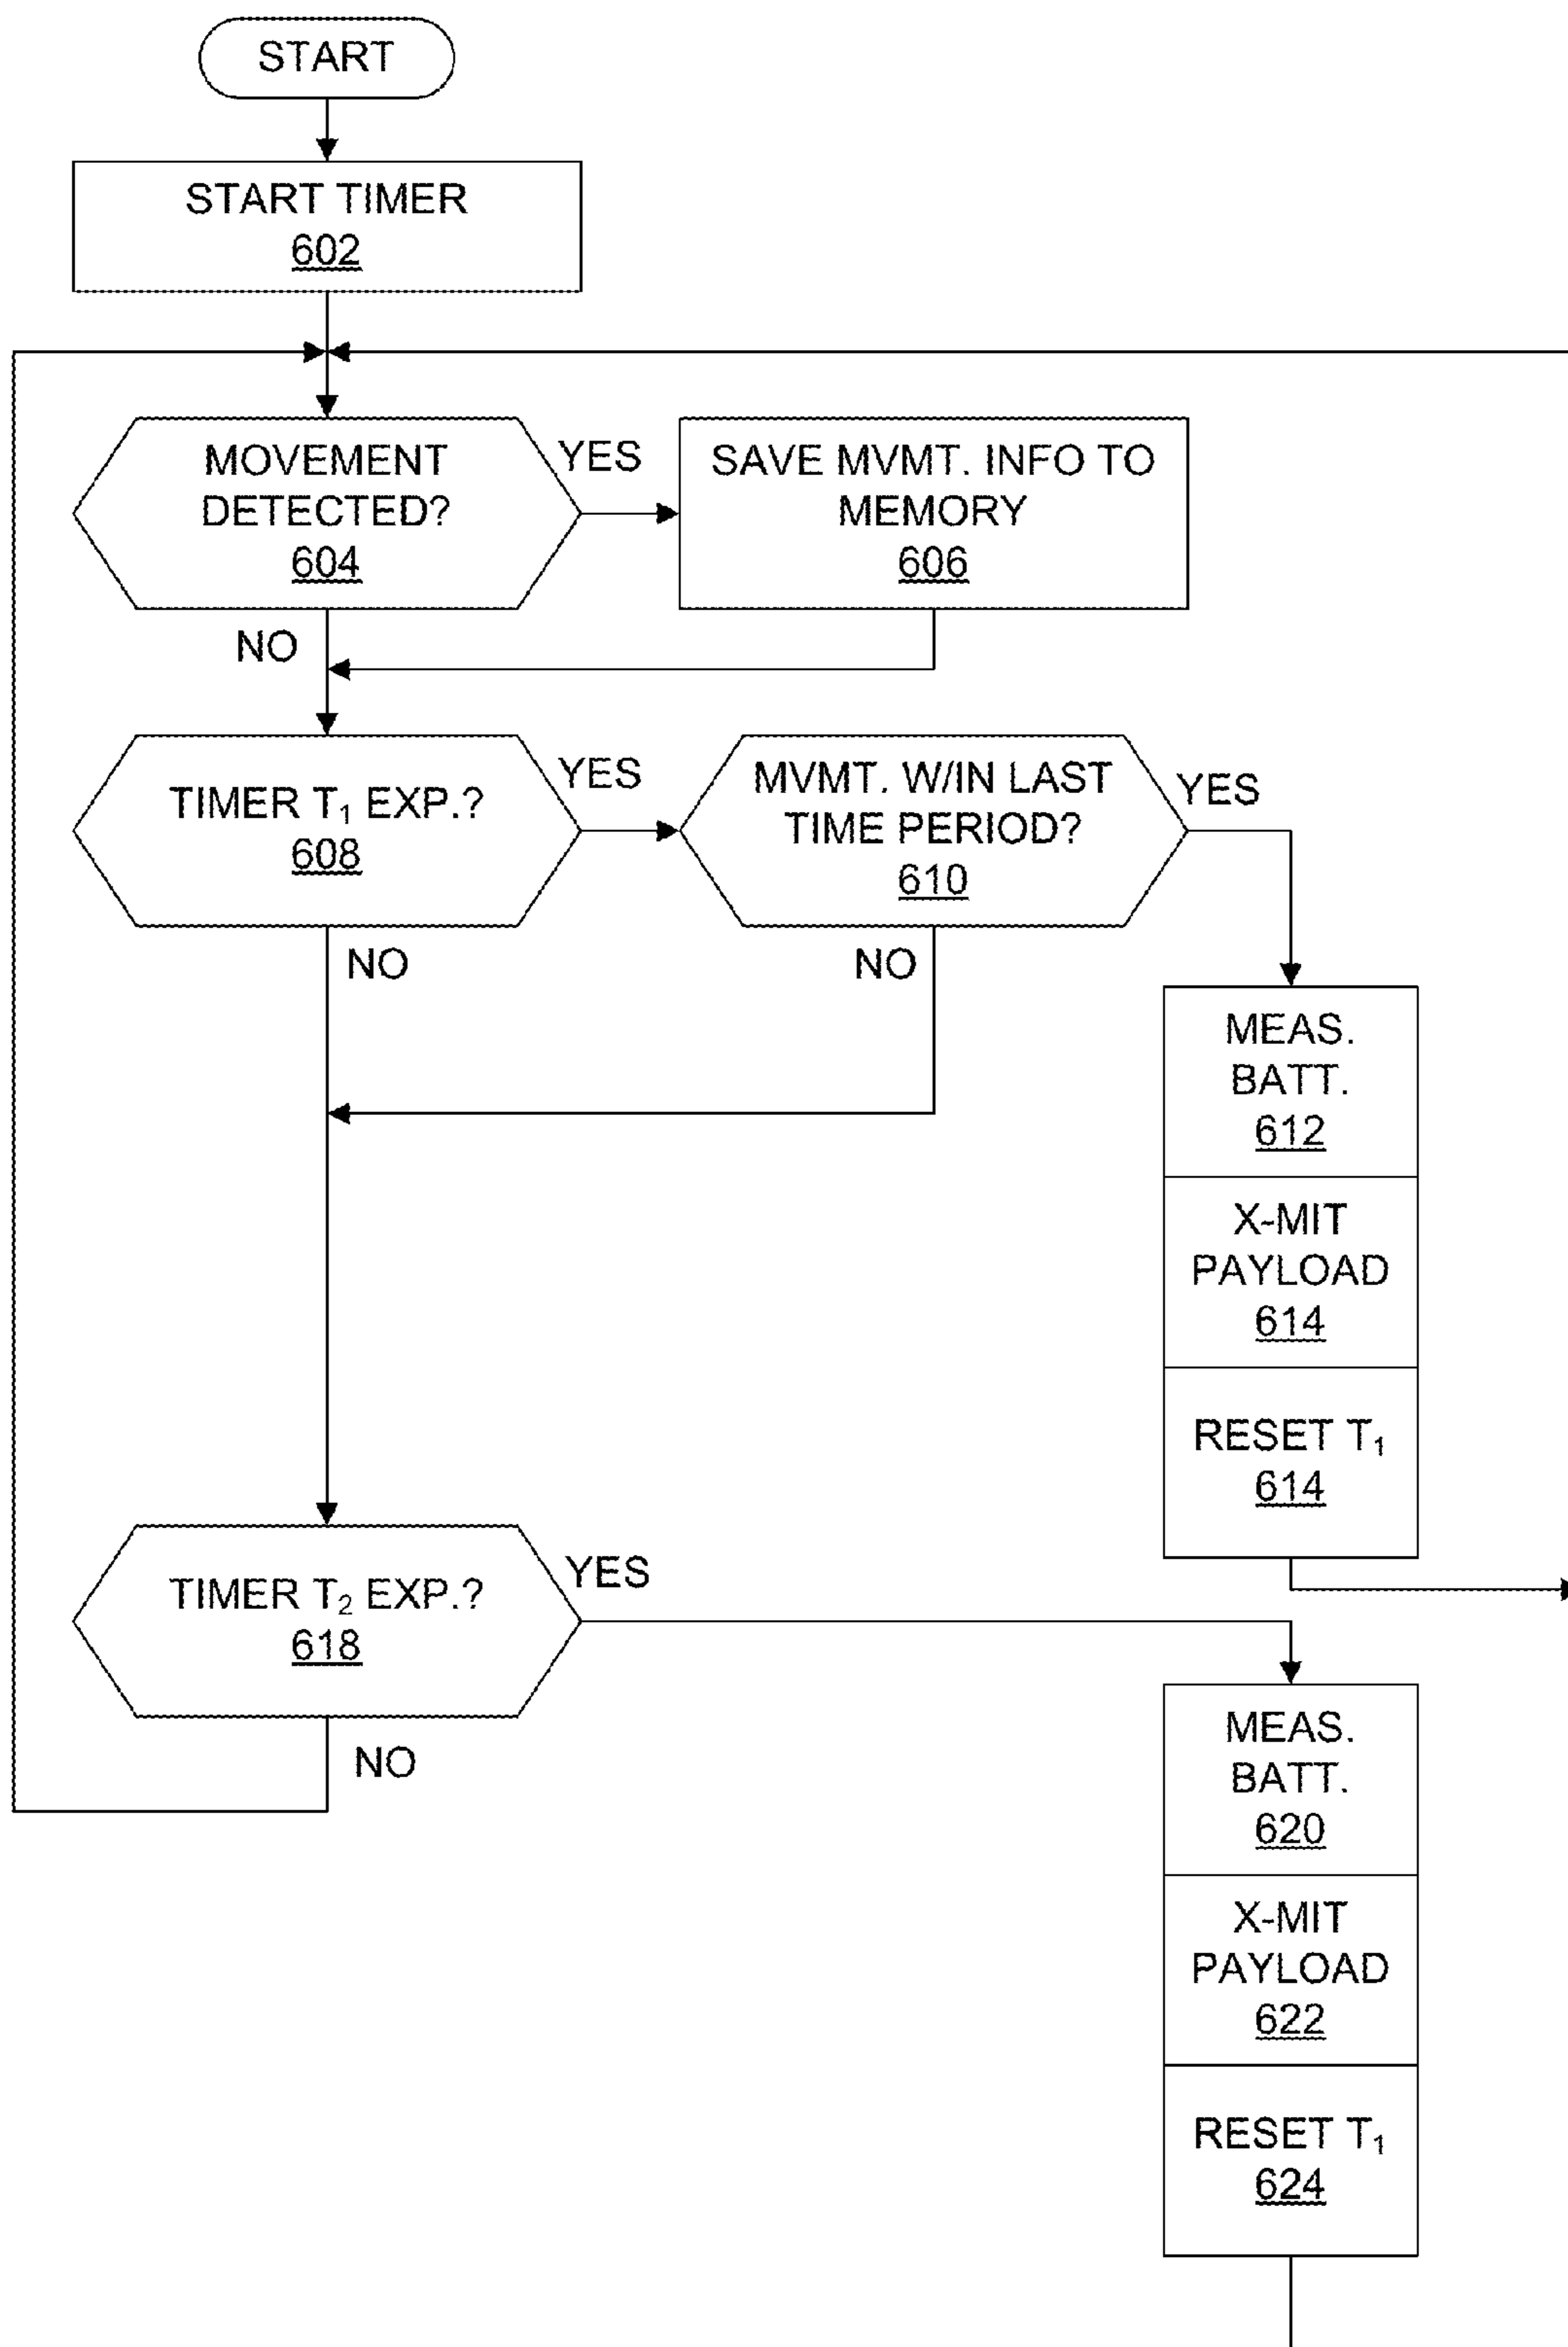 START
START TIMER
602
MOVEMENT
DETECTED?
604
YES
SAVE MVMT. INFO TO
MEMORY
606
NO
TIMER T₁ EXP.?
608
YES
MVMT. W/IN LAST
TIME PERIOD?
610
YES
NO
NO
MEAS.
BATT.
612
X-MIT
PAYLOAD
614
RESET T₁
614
TIMER T₂ EXP.?
618
YES
NO
MEAS.
BATT.
620
X-MIT
PAYLOAD
622
RESET T₁
624